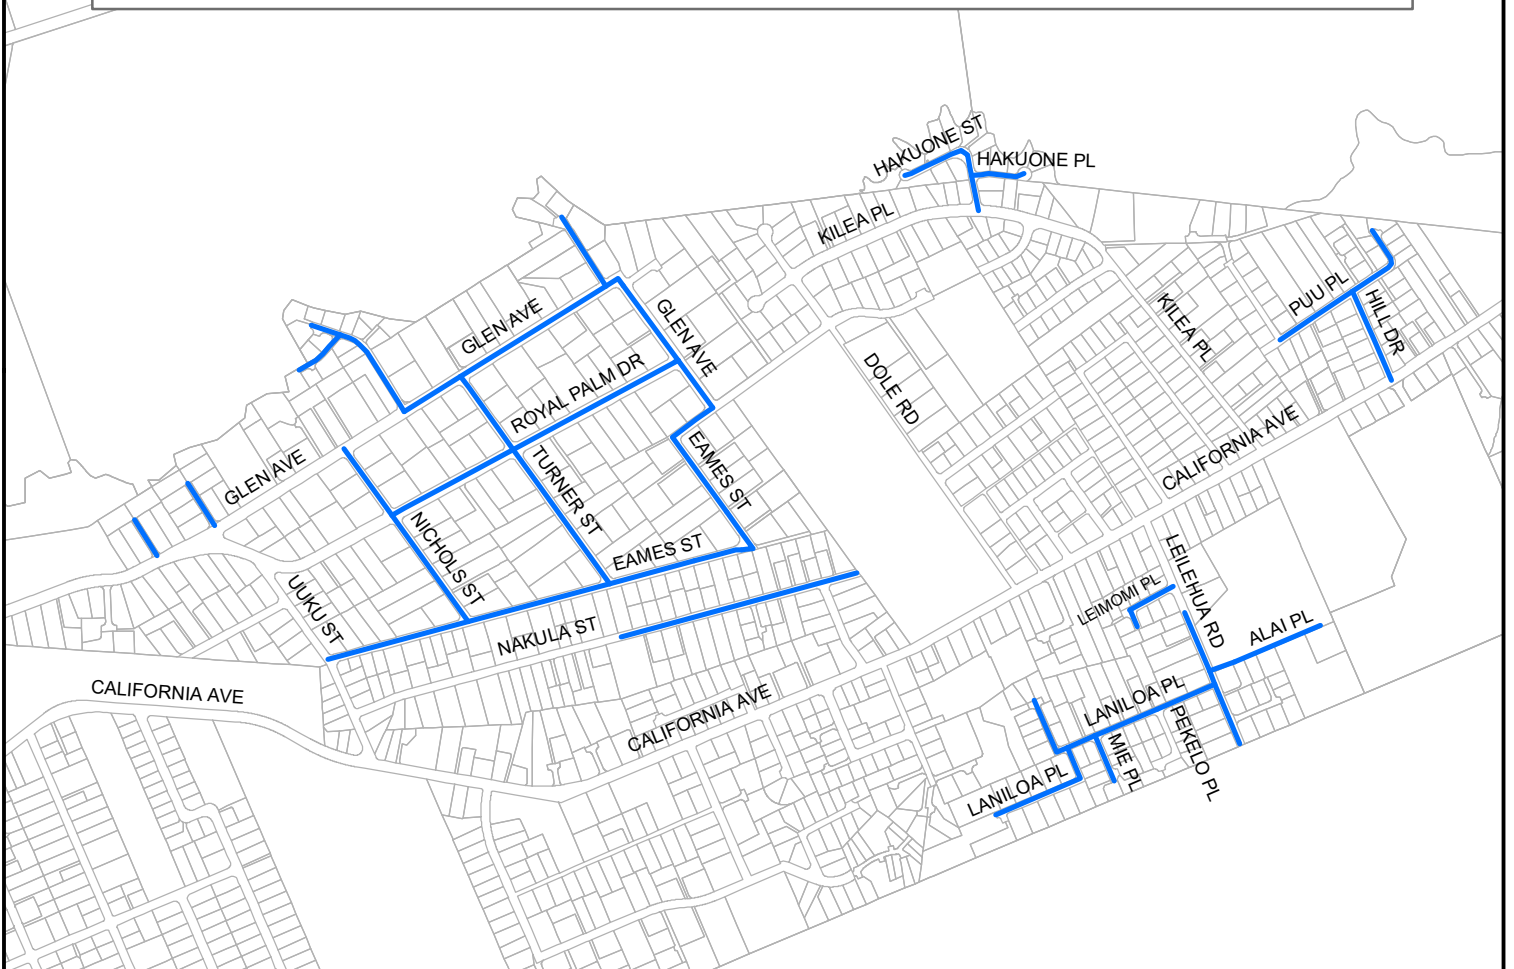 HAKUONE ST
HAKUONE PL
KILEA PL
GLEN AVE
GLEN AVE
PUU PL
HILL DR
KILEA PL
ROYAL PALM DR
DOLE RD
CALIFORNIA AVE
GLEN AVE
TURNER ST
EAMES ST
NICHOLS ST
EAMES ST
UUKU ST
NAKULA ST
LEILEHUA RD
LEIMOMI PL
ALAI PL
CALIFORNIA AVE
CALIFORNIA AVE
LANILOA PL
PEKELO PL
MIE PL
LANILOA PL